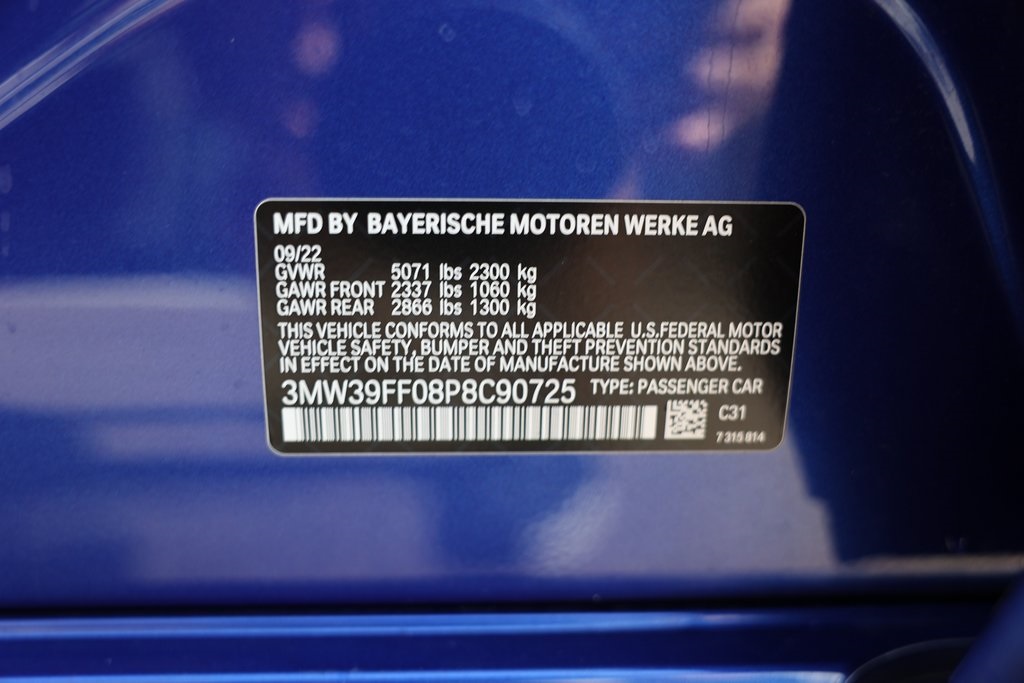 MFD BY BAYERISCHE MOTOREN WERKE AG
09/22
GVWR 5071 lbs 2300 kg
GAWR FRONT 2337 lbs 1060 kg
GAWR REAR 2866 lbs 1300 kg
THIS VEHICLE CONFORMS TO ALL APPLICABLE U.S.FEDERAL MOTOR
VEHICLE SAFETY, BUMPER AND THEFT PREVENTION STANDARDS
IN EFFECT ON THE DATE OF MANUFACTURE SHOWN ABOVE.
3MW39FF08P8C90725 TYPE: PASSENGER CAR
C31
7 315 814